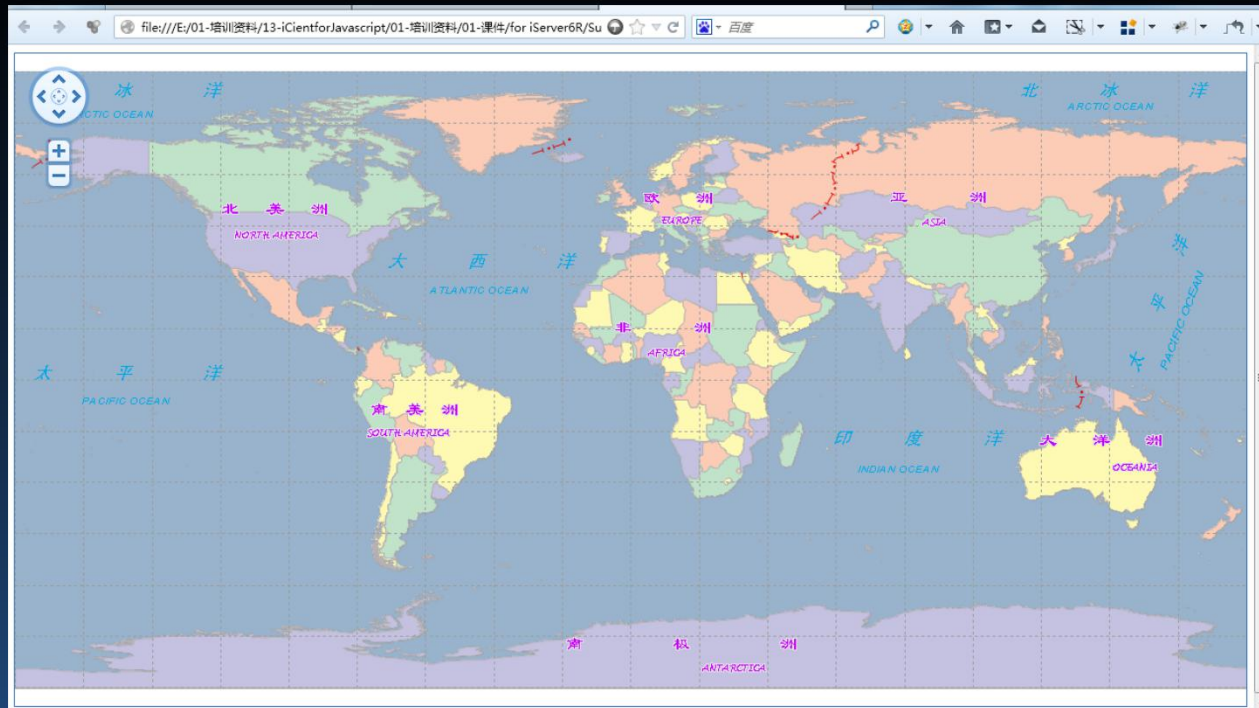 file:///E:/01-培训资料/13-iCientforJavascript/01-培训资料/01-课件/for iServer6R/Su
百度
冰 洋
CTIC OCEAN
北 冰 洋
ARCTIC OCEAN
北 美 洲
NORTH AMERICA
欧 洲
EUROPE
亚 洲
ASIA
大 西 洋
ATLANTIC OCEAN
太 平 洋
PACIFIC OCEAN
非 洲
AFRICA
太 平 洋
PACIFIC OCEAN
南 美 洲
SOUTH AMERICA
印 度 洋
INDIAN OCEAN
大 洋 洲
OCEANIA
南 极 洲
ANTARCTICA